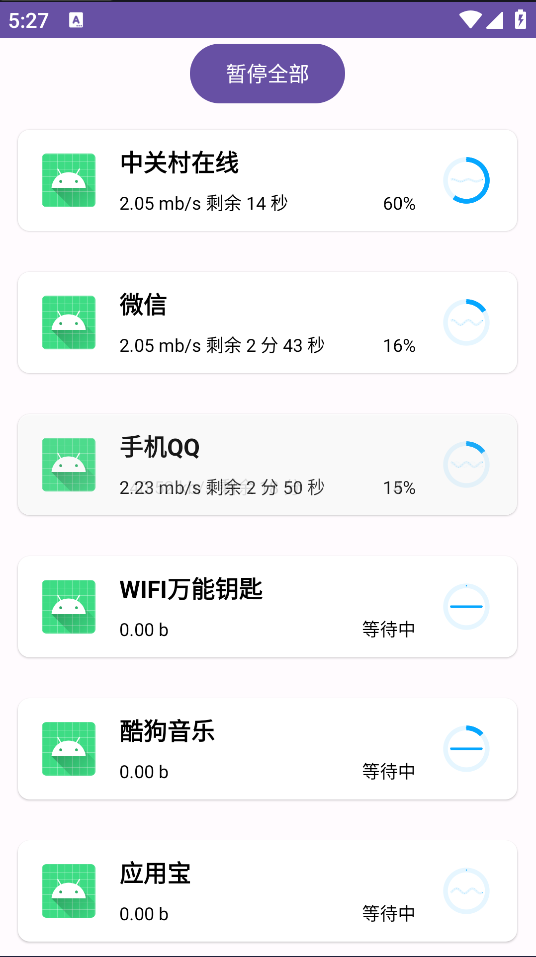 5:27
A
暂停全部
中关村在线
2.05 mb/s 剩余 14 秒
60%
微信
2.05 mb/s 剩余 2 分 43 秒
16%
手机QQ
2.23 mb/s 剩余 2 分 50 秒
15%
WIFI万能钥匙
0.00 b
等待中
酷狗音乐
0.00 b
等待中
应用宝
0.00 b
等待中